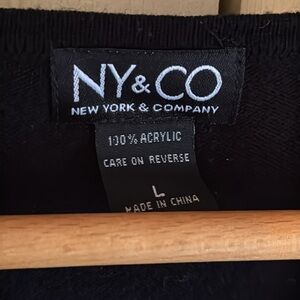 NY&CO
NEW YORK & COMPANY
100% ACRYLIC
CARE ON REVERSE
L
MADE IN CHINA